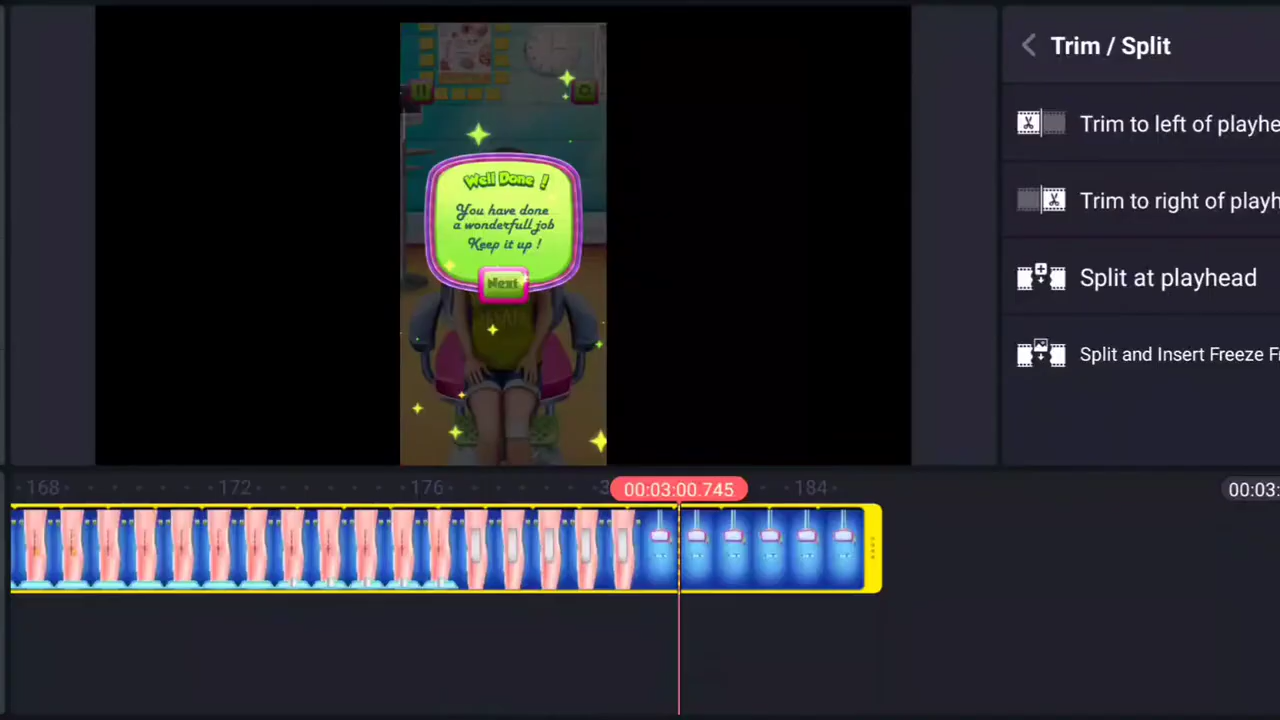 Trim / Split
Well Done !
You have done
a wonderfull job
Keep it up !
Next
Trim to left of playhe
Trim to right of playh
Split at playhead
Split and Insert Freeze F
168
172
176
00:03:00.745
184
00:03: